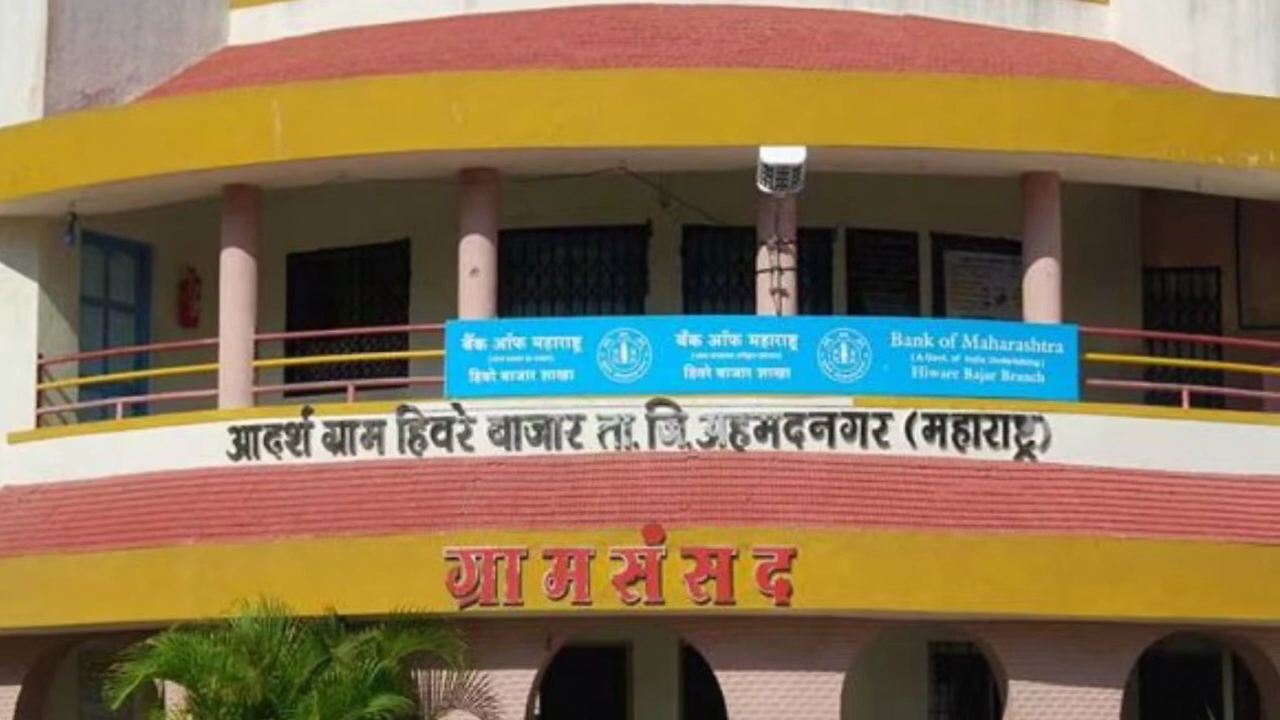 बैंक ऑफ महाराष्ट्र
हिवरे बाजार शाखा
बैंक ऑफ महाराष्ट्र
हिवरे बाजार शाखा
Bank of Maharashtra
(A Govt. of India Undertaking)
Hiware Bajar Branch
आदर्श ग्राम हिवरे बाजार ता. जि. अहमदनगर (महाराष्ट्र)
ग्रामसंसद